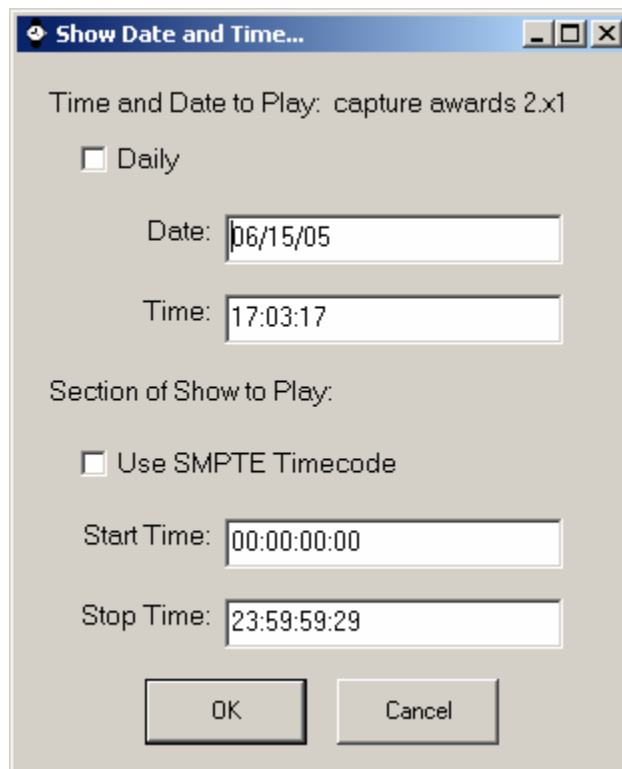 Show Date and Time...
Time and Date to Play: capture awards 2.x1
Daily
Date: 06/15/05
Time: 17:03:17
Section of Show to Play:
Use SMPTE Timecode
Start Time: 00:00:00:00
Stop Time: 23:59:59:29
OK Cancel